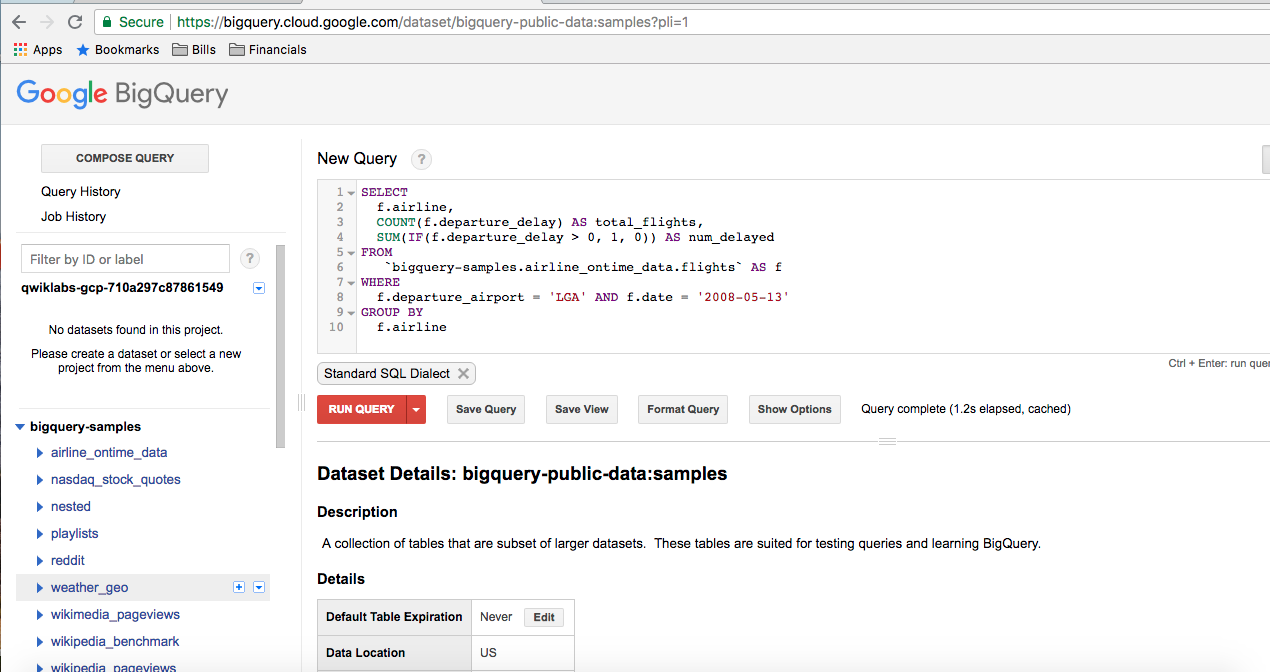 Secure https://bigquery.cloud.google.com/dataset/bigquery-public-data:samples?pli=1
Apps Bookmarks Bills Financials
Google BigQuery
COMPOSE QUERY
Query History
Job History
Filter by ID or label ?
qwiklabs-gcp-710a297c87861549
No datasets found in this project.
Please create a dataset or select a new
project from the menu above.
bigquery-samples
airline_ontime_data
nasdaq_stock_quotes
nested
playlists
reddit
weather_geo
wikimedia_pageviews
wikipedia_benchmark
wikipedia_pageviews
New Query ?
1 SELECT
2 f.airline,
3 COUNT(f.departure_delay) AS total_flights,
4 SUM(IF(f.departure_delay > 0, 1, 0)) AS num_delayed
5 FROM
6 `bigquery-samples.airline_ontime_data.flights` AS f
7 WHERE
8 f.departure_airport = 'LGA' AND f.date = '2008-05-13'
9 GROUP BY
10 f.airline
Ctrl + Enter: run
Standard SQL Dialect
RUN QUERY Save Query Save View Format Query Show Options Query complete (1.2s elapsed, cached)
Dataset Details: bigquery-public-data:samples
Description
A collection of tables that are subset of larger datasets. These tables are suited for testing queries and learning BigQuery.
Details
Default Table Expiration Never Edit
Data Location US